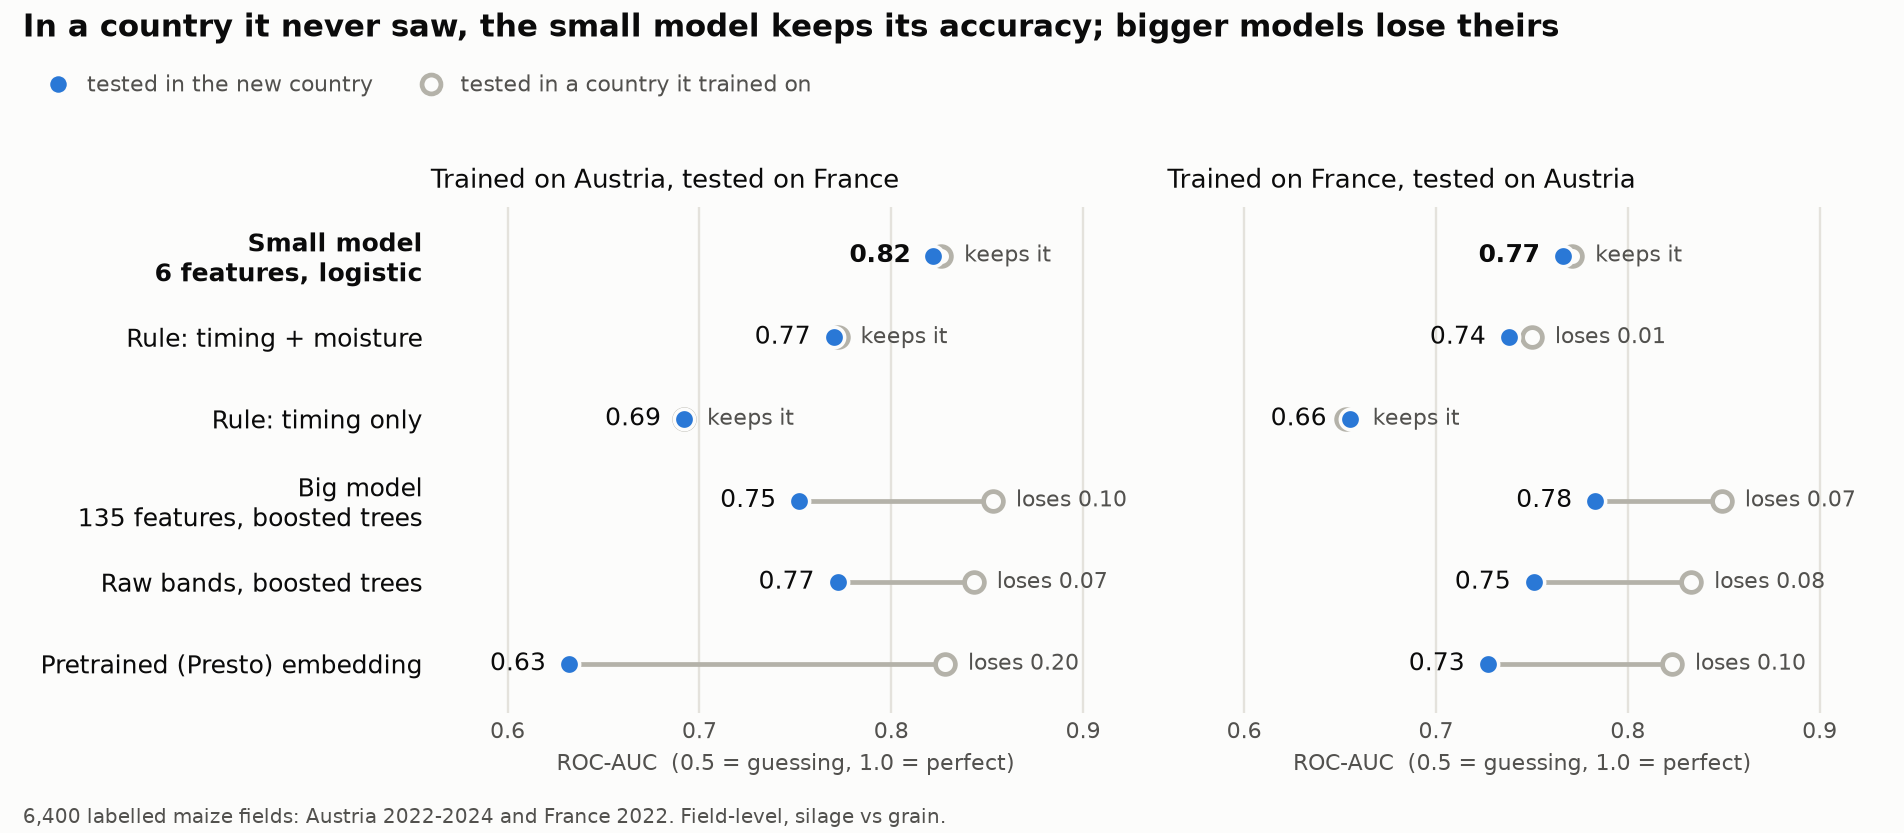 In a country it never saw, the small model keeps its accuracy; bigger models lose theirs
tested in the new country
tested in a country it trained on
Trained on Austria, tested on France
Trained on France, tested on Austria
Small model
6 features, logistic
0.82
keeps it
0.77
keeps it
Rule: timing + moisture
0.77
keeps it
0.74
loses 0.01
Rule: timing only
0.69
keeps it
0.66
keeps it
Big model
135 features, boosted trees
0.75
loses 0.10
0.78
loses 0.07
Raw bands, boosted trees
0.77
loses 0.07
0.75
loses 0.08
Pretrained (Presto) embedding
0.63
loses 0.20
0.73
loses 0.10
0.6 0.7 0.8 0.9
0.6 0.7 0.8 0.9
ROC-AUC (0.5 = guessing, 1.0 = perfect)
ROC-AUC (0.5 = guessing, 1.0 = perfect)
6,400 labelled maize fields: Austria 2022-2024 and France 2022. Field-level, silage vs grain.